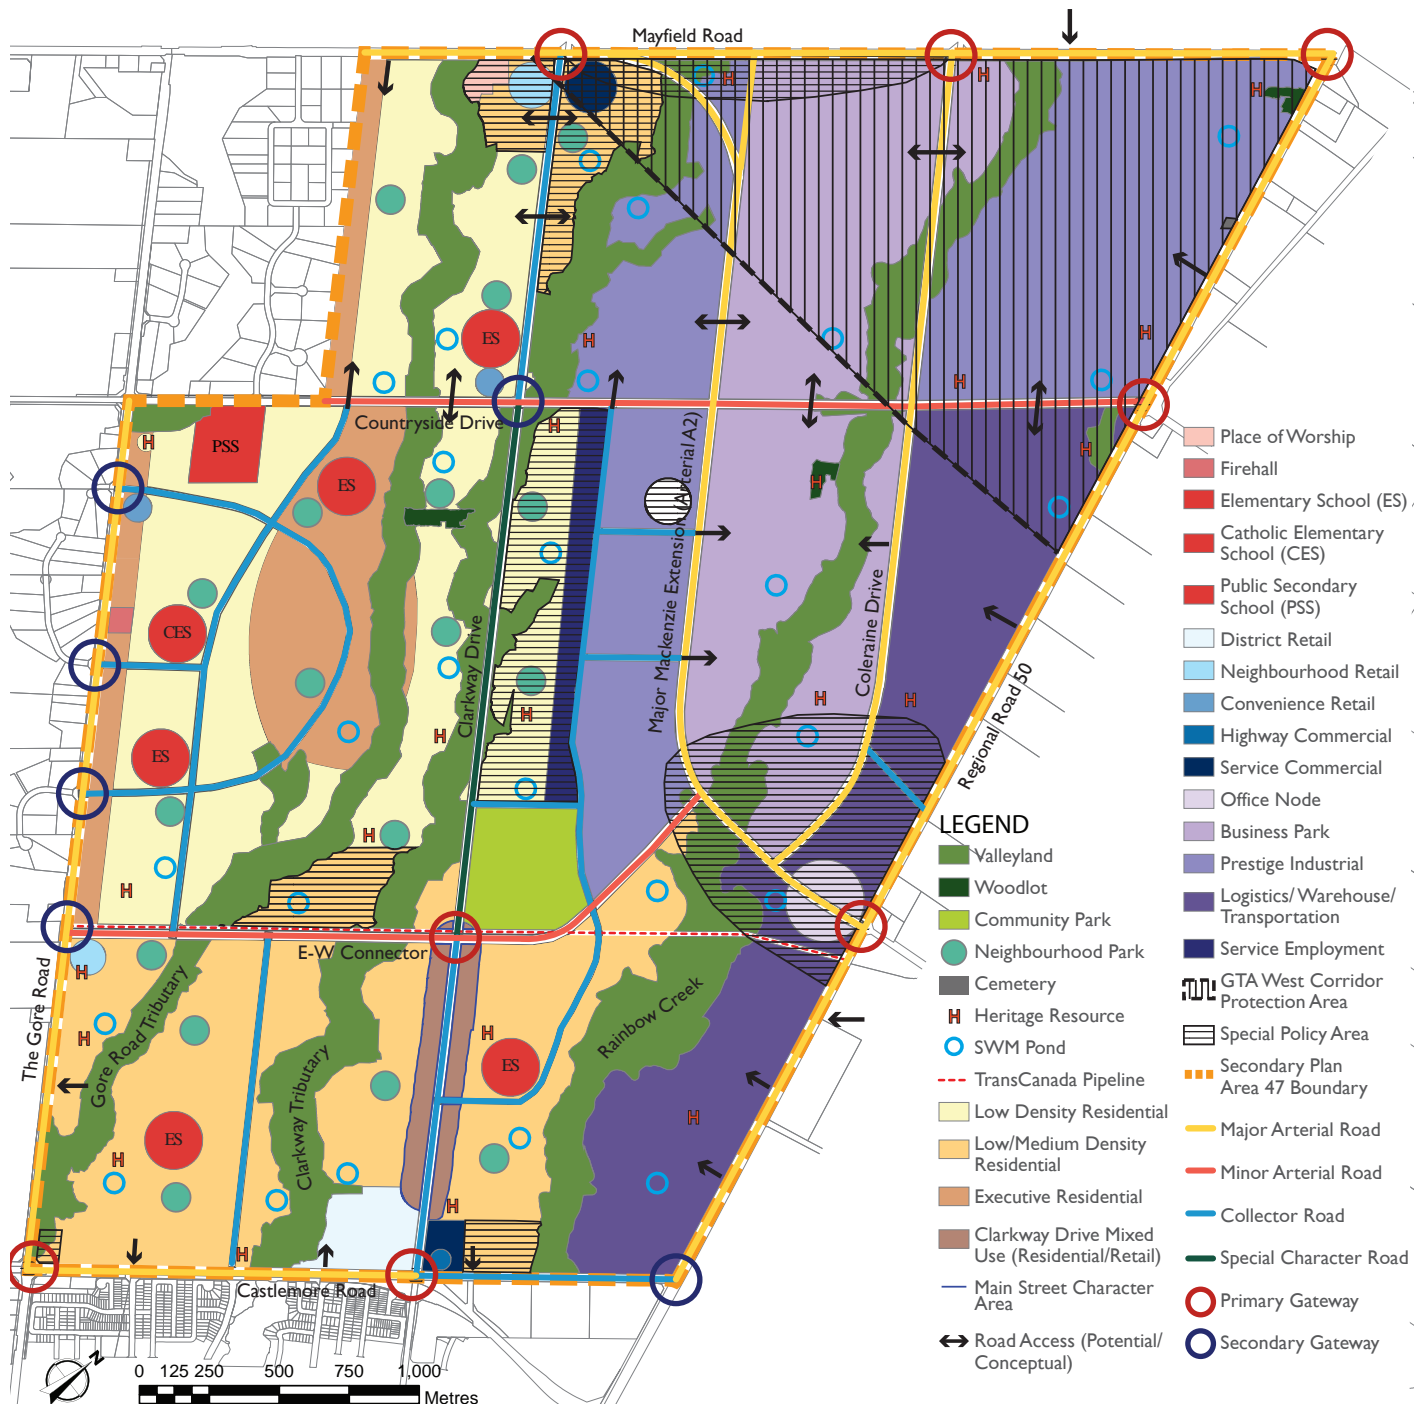 Mayfield Road
H
H
H
ES
H
H
H
Countryside Drive
H
PSS
H
H
ES
H
Major Mackenzie Extension (Arterial A2)
Coleraine Drive
Clarkway Drive
CES
H
H
H
H
ES
Regional Road 50
H
H
E-W Connector
H
The Gore Road
Gore Road Tributary
H
Clarkway Tributary
H
ES
Rainbow Creek
H
ES
H
H
H
Castlemore Road
N
0 125 250 500 750 1,000
Metres
LEGEND
Valleyland
Woodlot
Community Park
Neighbourhood Park
Cemetery
H Heritage Resource
SWM Pond
TransCanada Pipeline
Low Density Residential
Low/Medium Density
Residential
Executive Residential
Clarkway Drive Mixed
Use (Residential/Retail)
Main Street Character
Area
Road Access (Potential/
Conceptual)
Place of Worship
Firehall
Elementary School (ES)
Catholic Elementary
School (CES)
Public Secondary
School (PSS)
District Retail
Neighbourhood Retail
Convenience Retail
Highway Commercial
Service Commercial
Office Node
Business Park
Prestige Industrial
Logistics/Warehouse/
Transportation
Service Employment
GTA West Corridor
Protection Area
Special Policy Area
Secondary Plan
Area 47 Boundary
Major Arterial Road
Minor Arterial Road
Collector Road
Special Character Road
Primary Gateway
Secondary Gateway